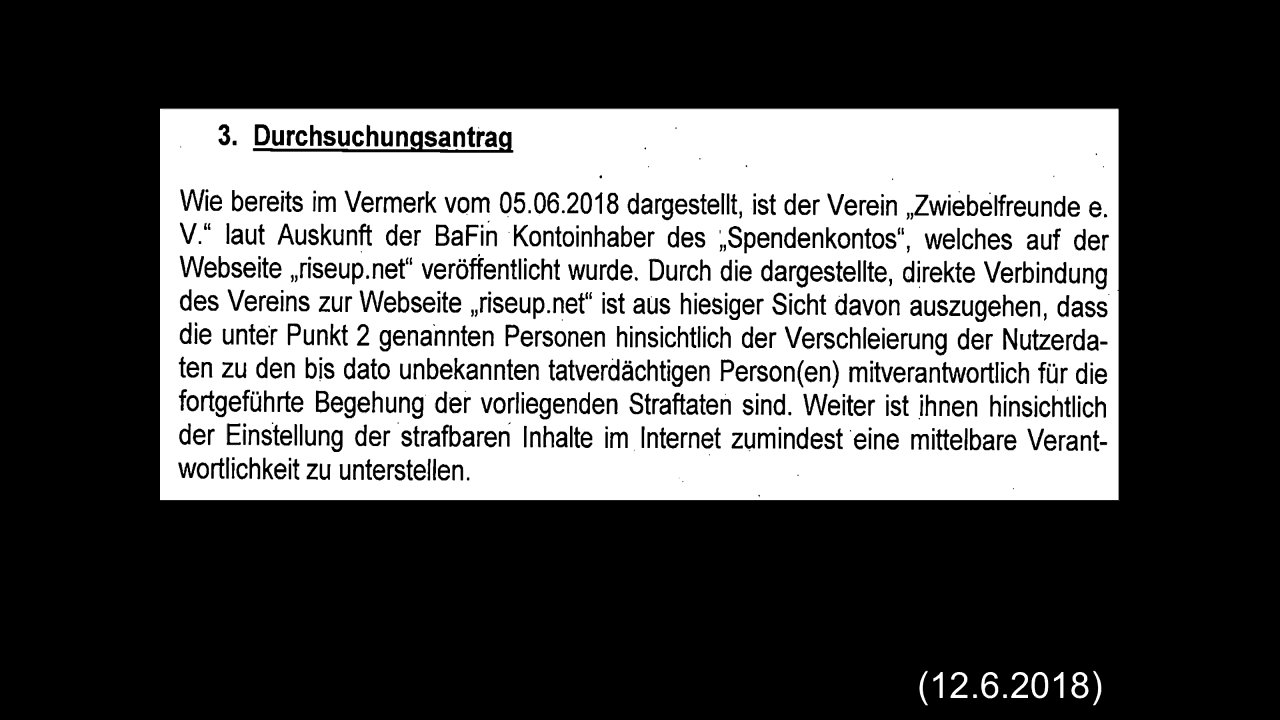 3. Durchsuchungsantrag
Wie bereits im Vermerk vom 05.06.2018 dargestellt, ist der Verein „Zwiebelfreunde e.
V.“ laut Auskunft der BaFin Kontoinhaber des „Spendenkontos“, welches auf der
Webseite „riseup.net“ veröffentlicht wurde. Durch die dargestellte, direkte Verbindung
des Vereins zur Webseite „riseup.net“ ist aus hiesiger Sicht davon auszugehen, dass
die unter Punkt 2 genannten Personen hinsichtlich der Verschleierung der Nutzerda-
ten zu den bis dato unbekannten tatverdächtigen Person(en) mitverantwortlich für die
fortgeführte Begehung der vorliegenden Straftaten sind. Weiter ist ihnen hinsichtlich
der Einstellung der strafbaren Inhalte im Internet zumindest eine mittelbare Verant-
wortlichkeit zu unterstellen.
(12.6.2018)